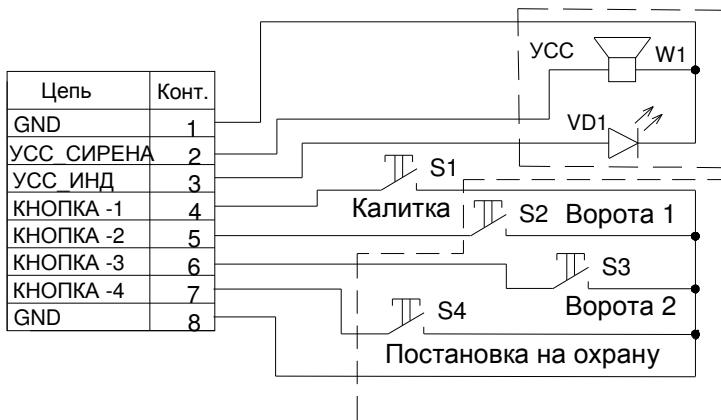 УСС W1
Цепь Конт.
GND 1
VD1
УСС_СИРЕНА 2
УСС_ИНД 3
S1
КНОПКА -1 4
Калитка
S2 Ворота 1
КНОПКА -2 5
КНОПКА -3 6
S3
КНОПКА -4 7
Ворота 2
S4
GND 8
Постановка на охрану